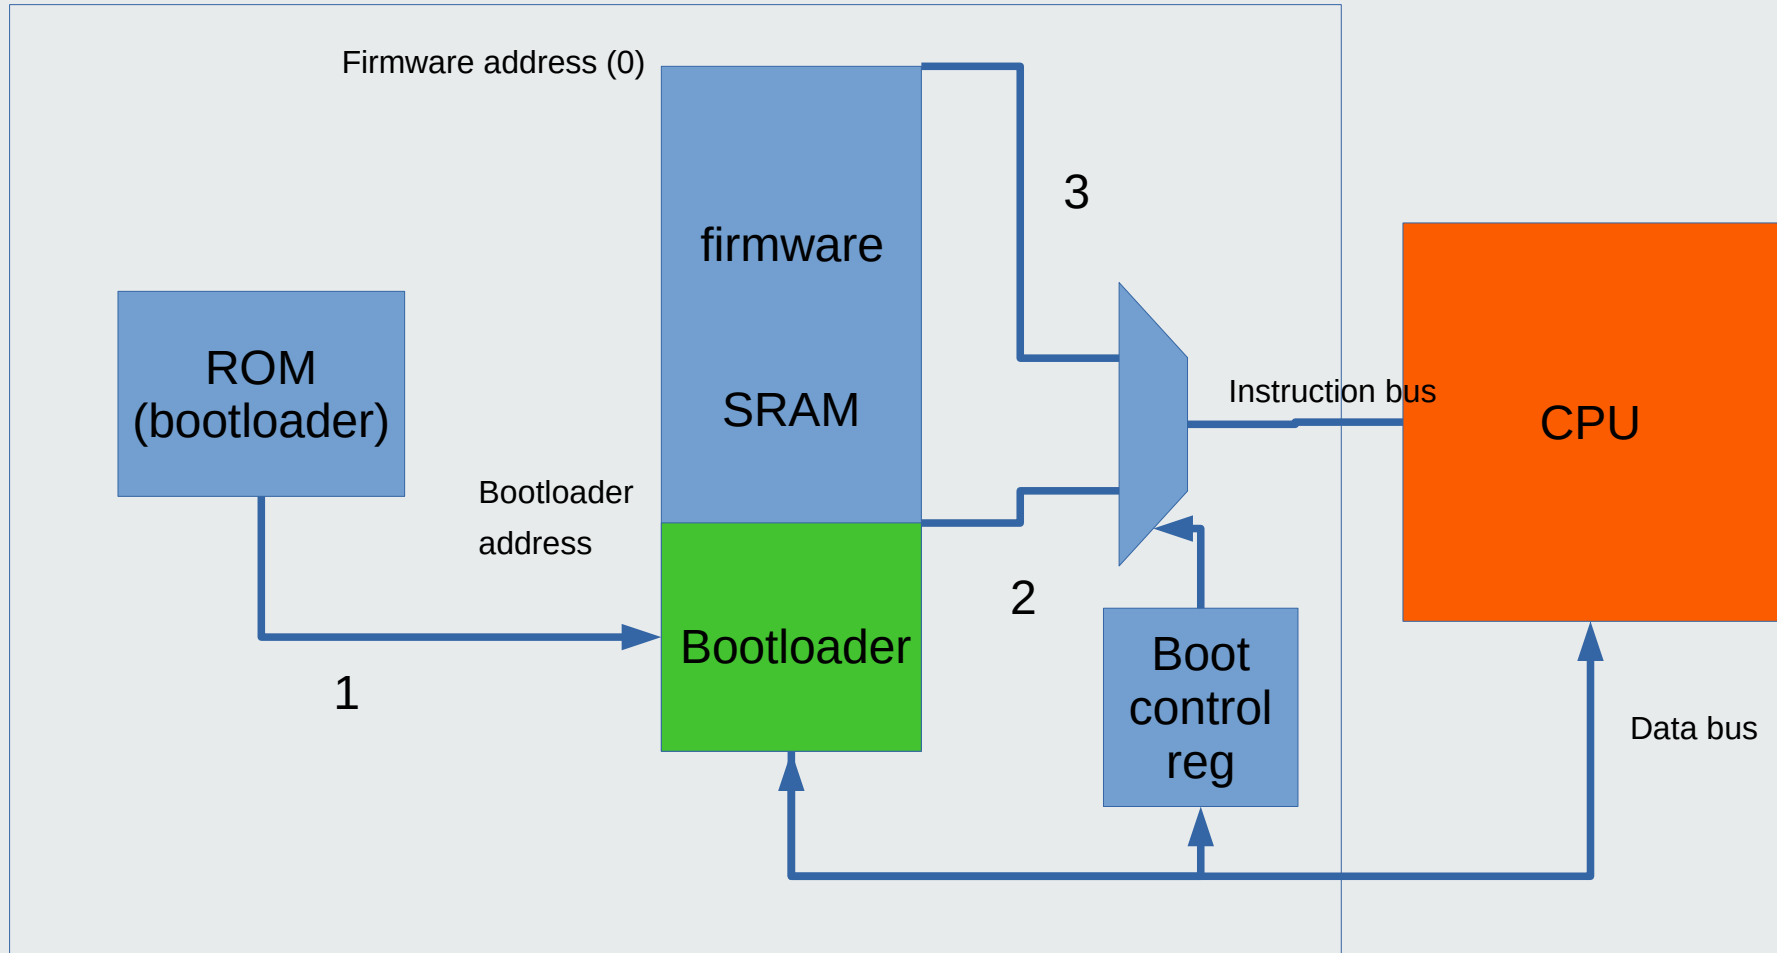 Firmware address (0)
3
firmware
ROM
(bootloader)
SRAM
Instruction bus
CPU
Bootloader
address
2
Bootloader
1
Boot
control
reg
Data bus